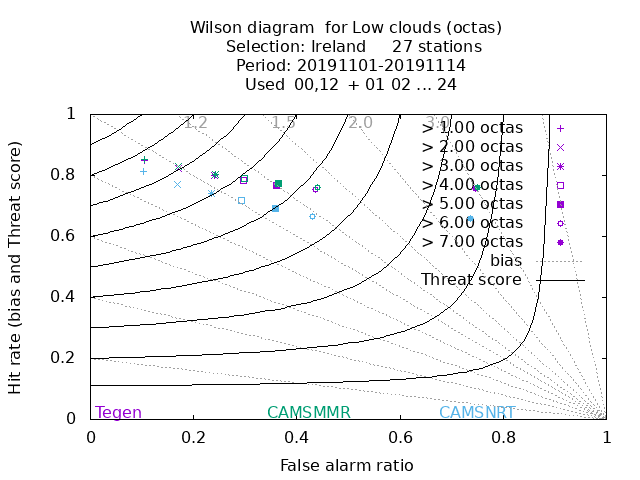 Wilson diagram  for Low clouds (octas)
Selection: Ireland     27 stations
Period: 20191101-20191114
Used  00,12  + 01 02 ... 24
1.2 1.5 2.0 3.0
> 1.00 octas
> 2.00 octas
> 3.00 octas
> 4.00 octas
> 5.00 octas
> 6.00 octas
> 7.00 octas
bias
Threat score
1
0.8
0.6
0.4
0.2
0
Hit rate (bias and Threat score)
Tegen CAMSMMR CAMSNRT
0 0.2 0.4 0.6 0.8 1
False alarm ratio